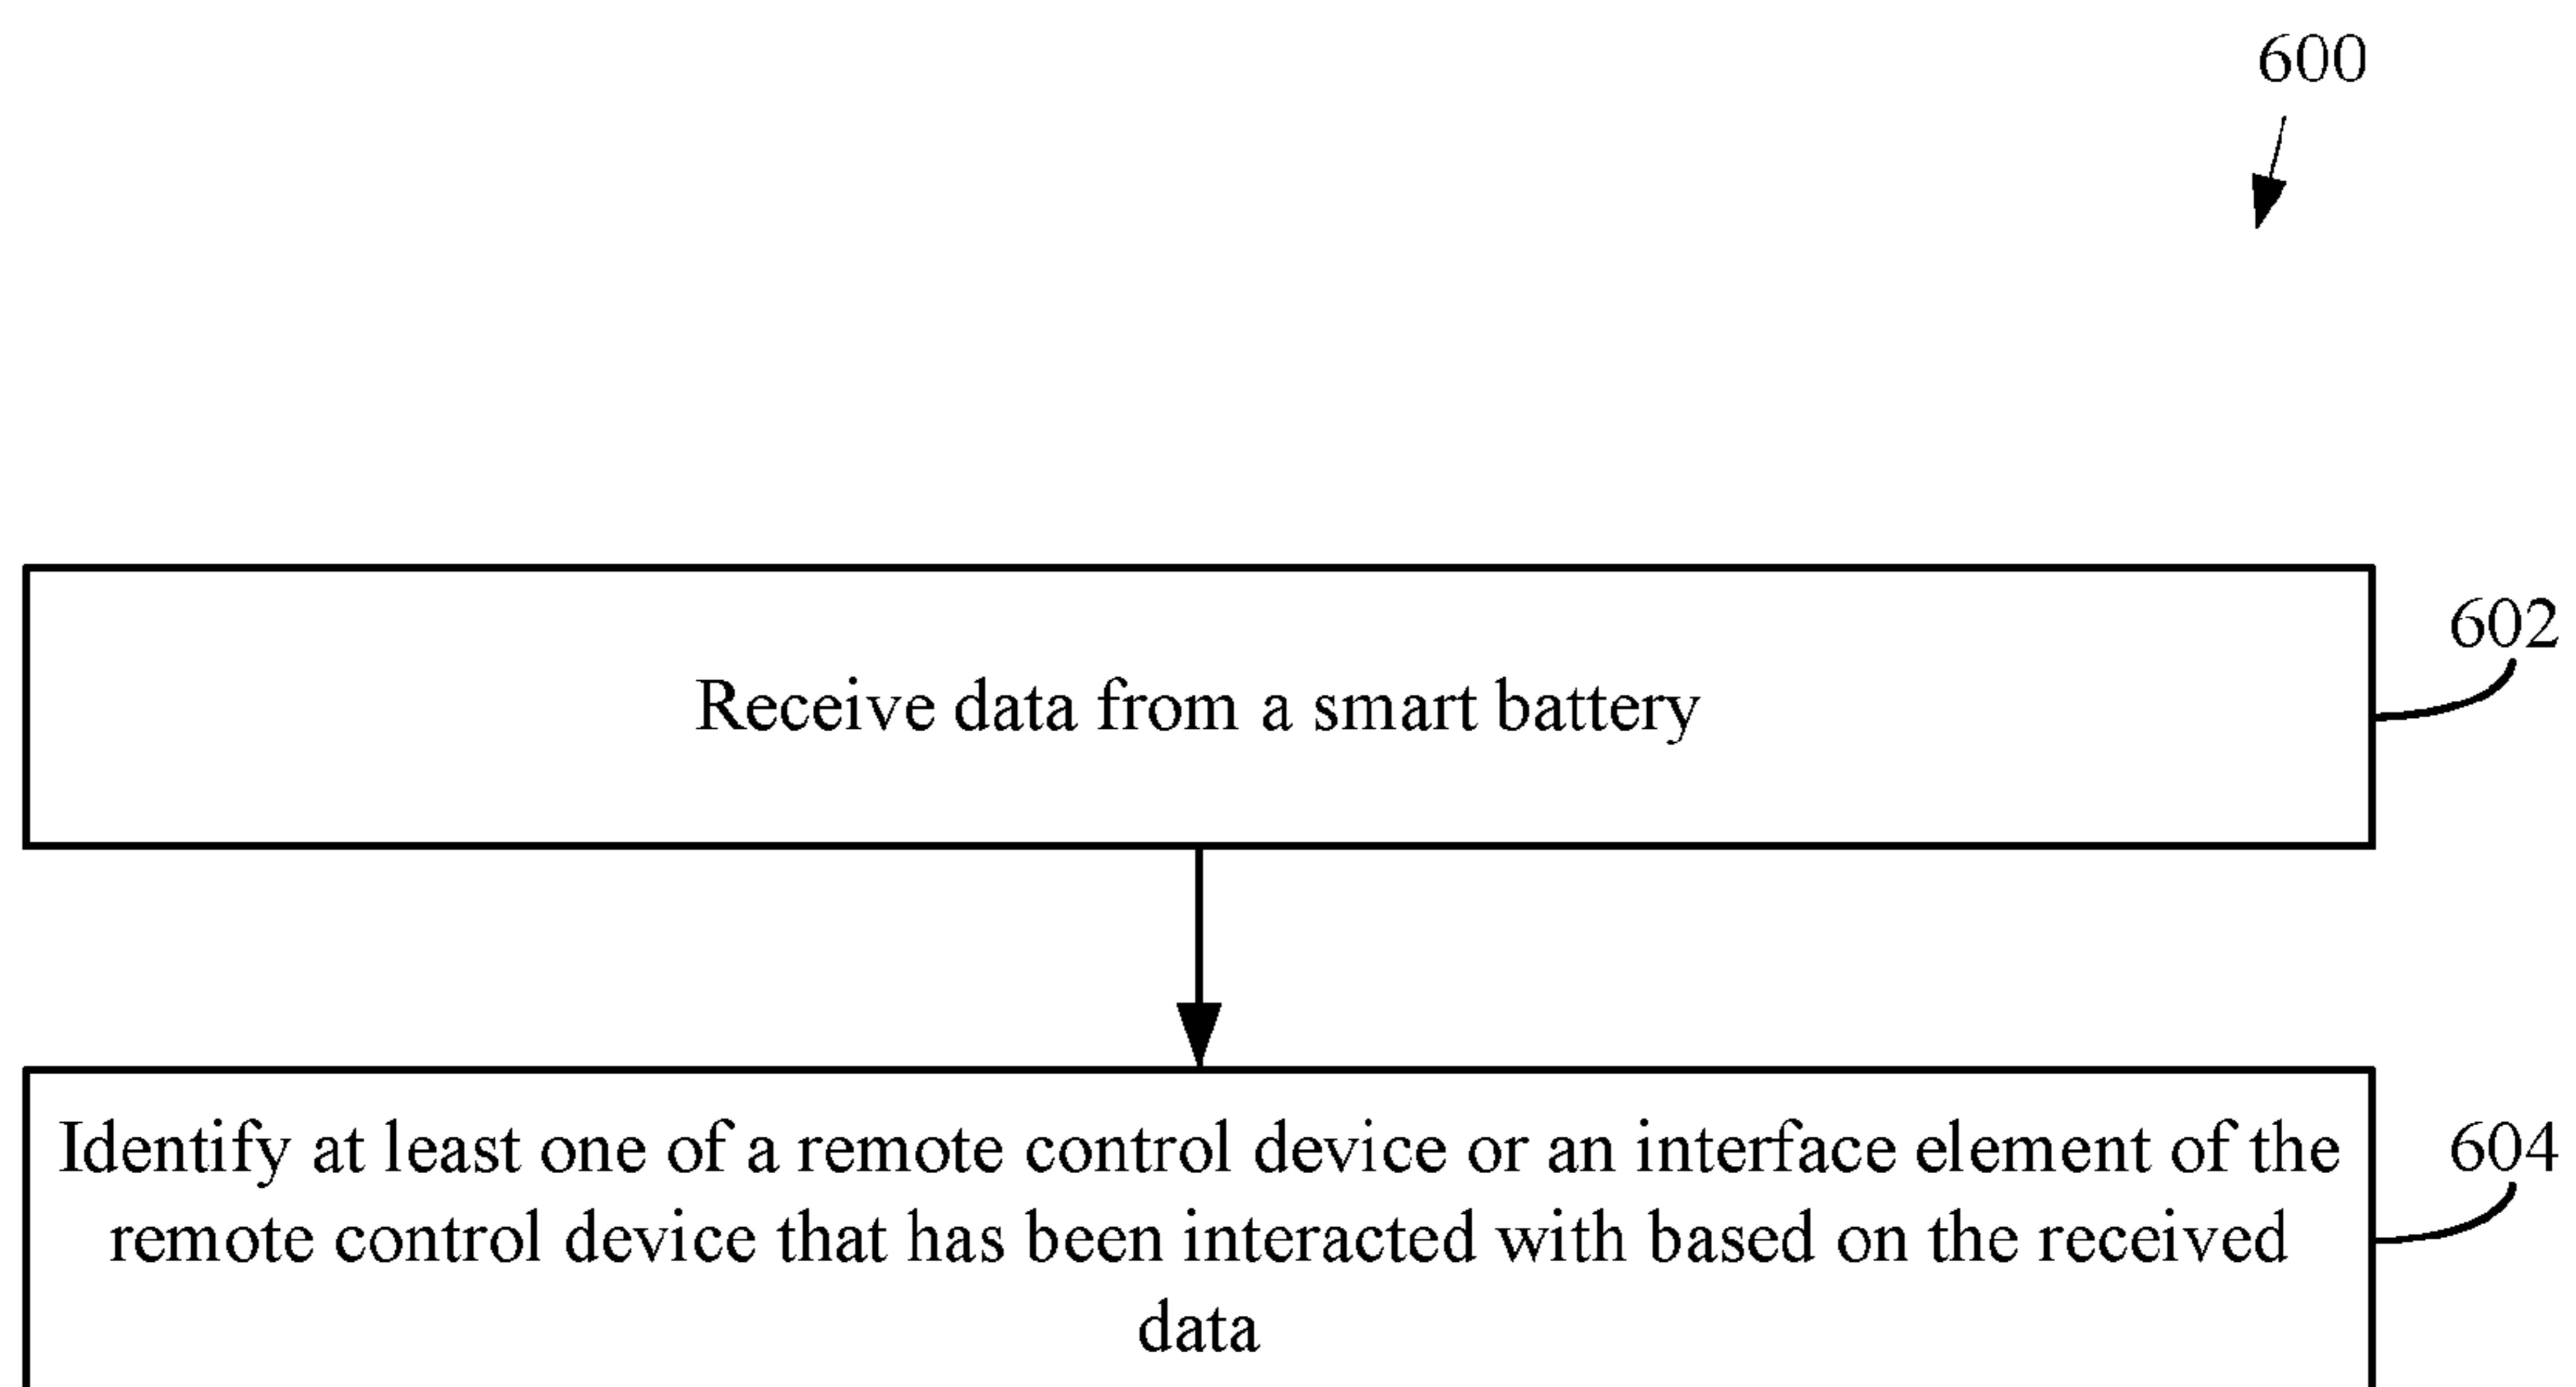 600
Receive data from a smart battery
602
Identify at least one of a remote control device or an interface element of the
remote control device that has been interacted with based on the received
data
604